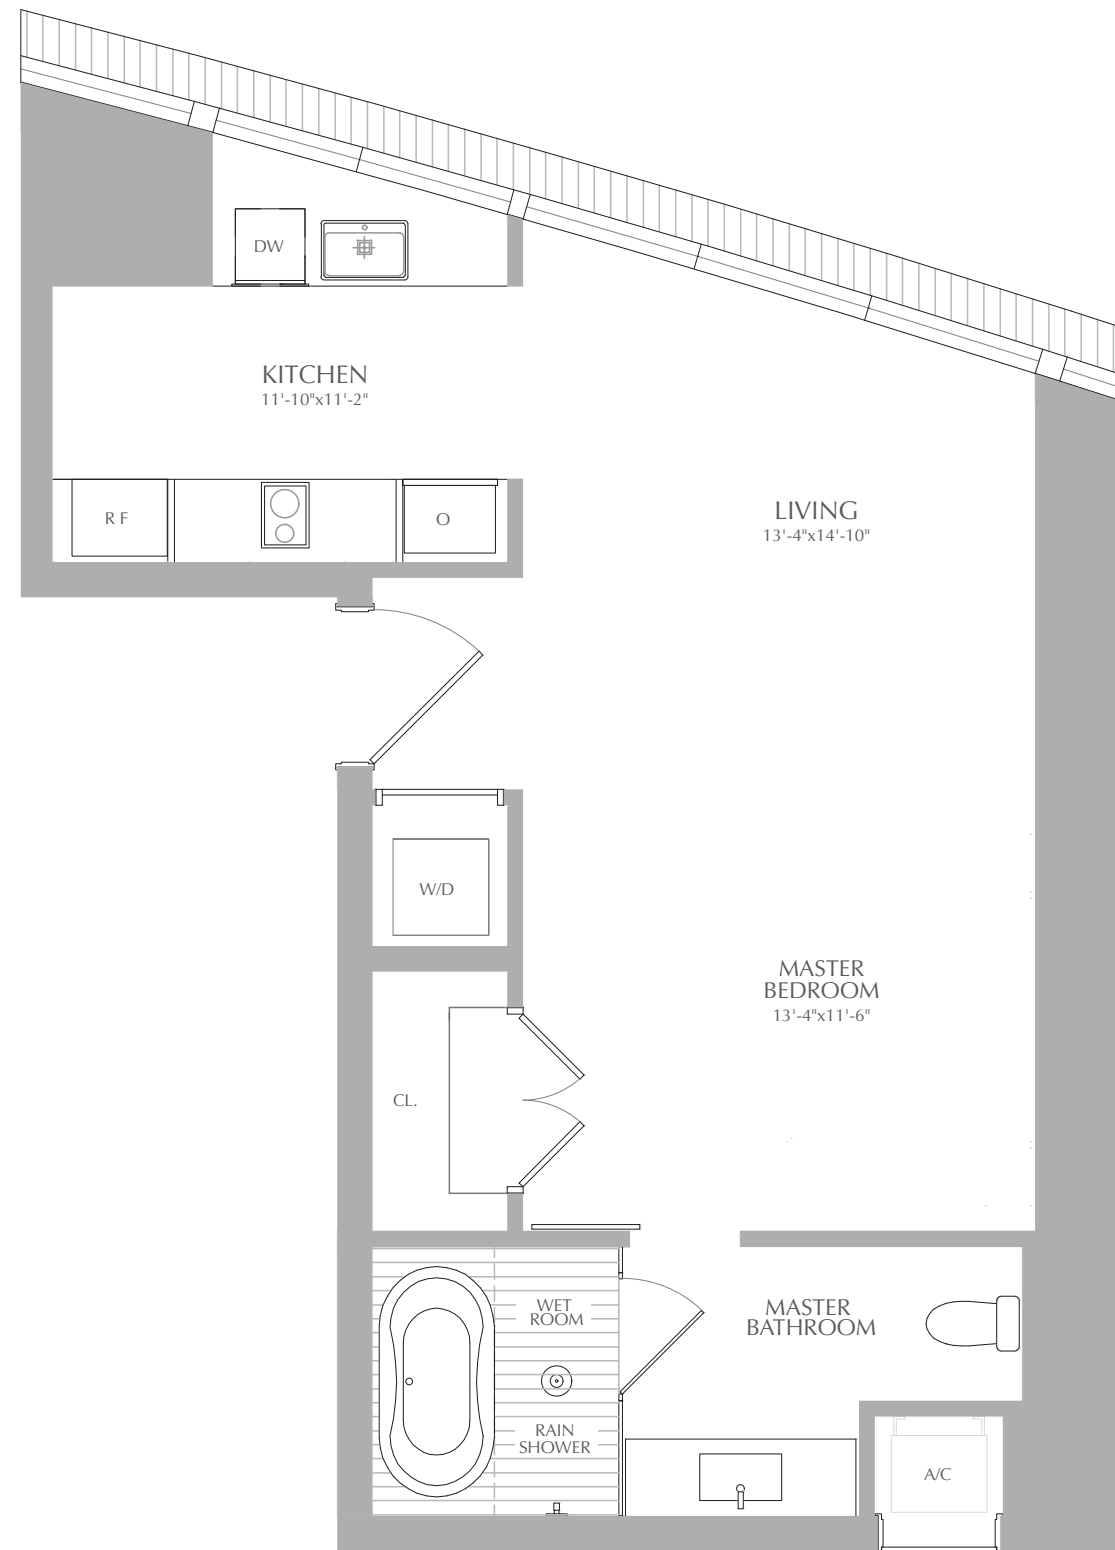 DW
KITCHEN
11'-10"x11'-2"
R F
O
LIVING
13'-4"x14'-10"
W/D
MASTER
BEDROOM
13'-4"x11'-6"
CL.
WET
ROOM
MASTER
BATHROOM
RAIN
SHOWER
A/C